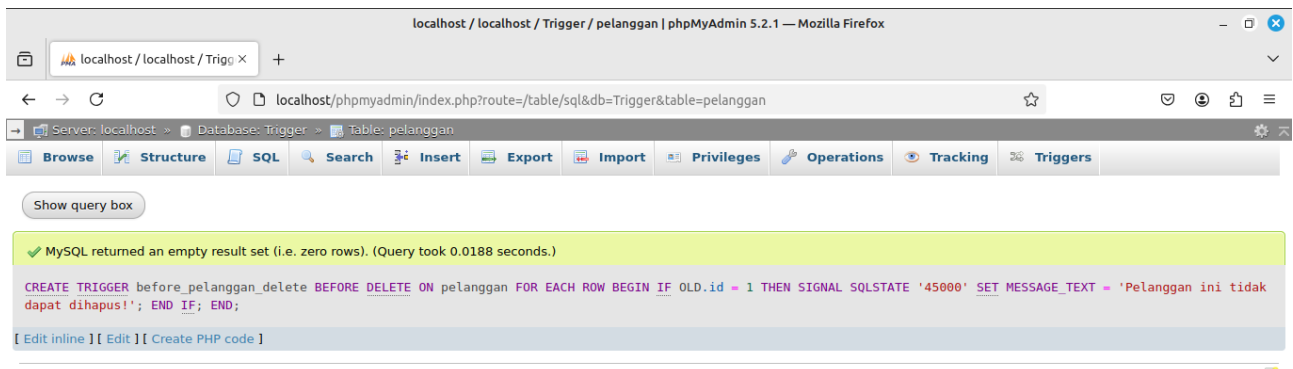 localhost / localhost / Trigger / pelanggan | phpMyAdmin 5.2.1 — Mozilla Firefox
localhost / localhost / Trigg
localhost/phpmyadmin/index.php?route=/table/sql&db=Trigger&table=pelanggan
Server: localhost » Database: Trigger » Table: pelanggan
Browse Structure SQL Search Insert Export Import Privileges Operations Tracking Triggers
Show query box
MySQL returned an empty result set (i.e. zero rows). (Query took 0.0188 seconds.)
CREATE TRIGGER before_pelanggan_delete BEFORE DELETE ON pelanggan FOR EACH ROW BEGIN IF OLD.id = 1 THEN SIGNAL SQLSTATE '45000' SET MESSAGE_TEXT = 'Pelanggan ini tidak
dapat dihapus!'; END IF; END;
[ Edit inline ] [ Edit ] [ Create PHP code ]